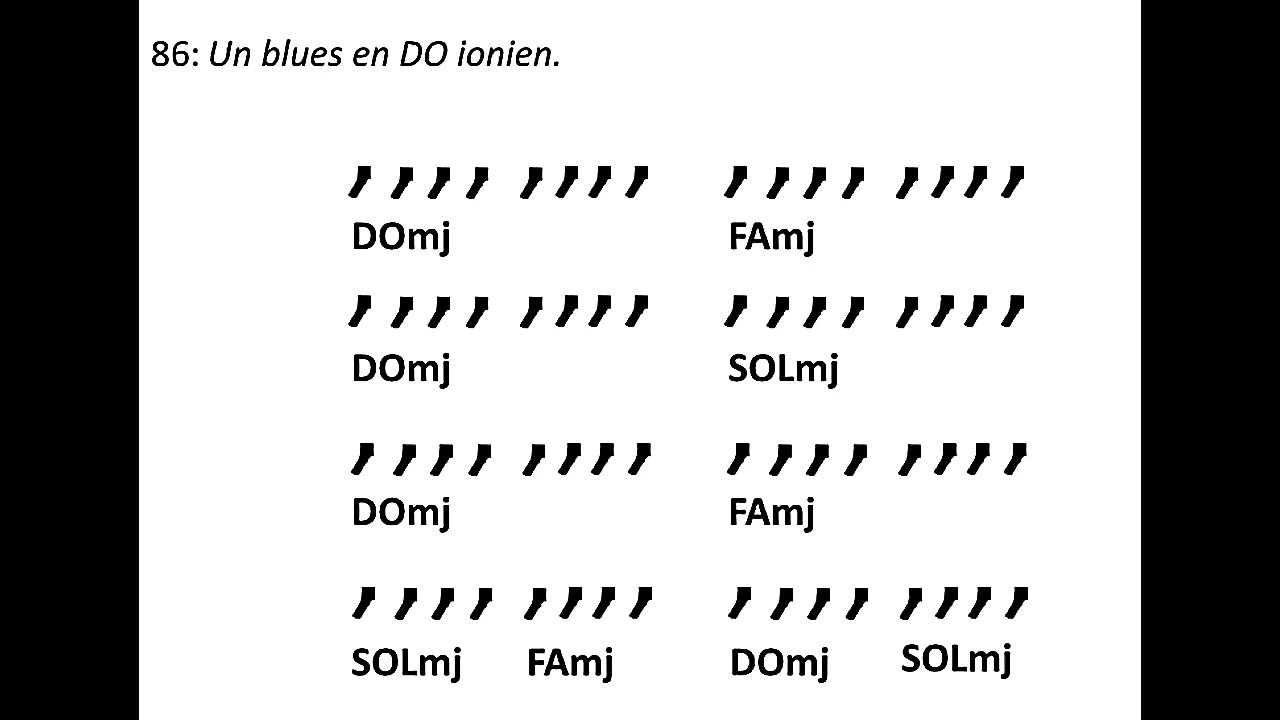 86: Un blues en DO ionien.
, , , , , , , , , , , , , , , ,
DOmj FAmj
, , , , , , , , , , , , , , , ,
DOmj SOLmj
, , , , , , , , , , , , , , , ,
DOmj FAmj
, , , , , , , , , , , , , , , ,
SOLmj FAmj DOmj SOLmj